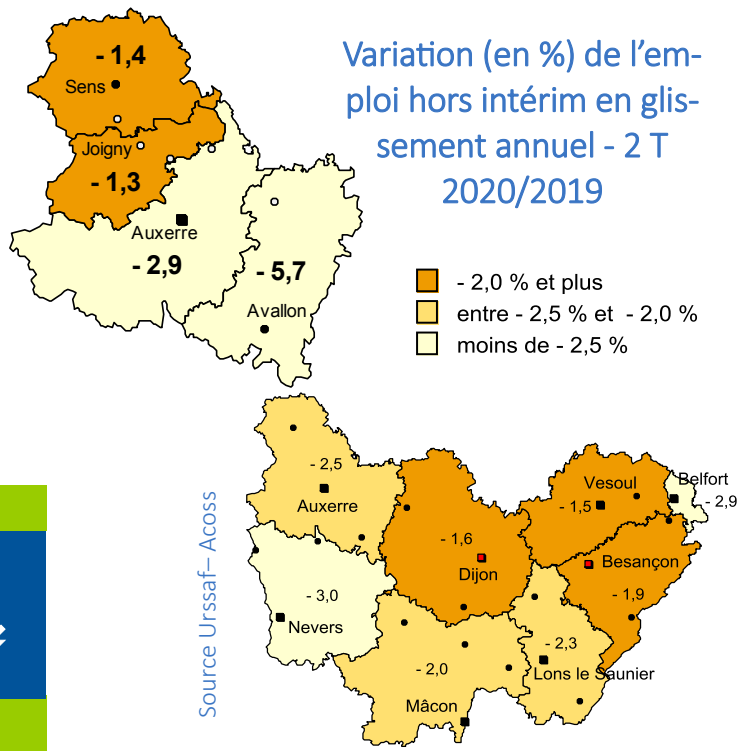 Variation (en %) de l'em-
ploi hors intérim en glis-
sement annuel - 2 T
2020/2019
- 1,4
Sens
Joigny
- 1,3
Auxerre
- 2,9
- 5,7
Avallon
- 2,0 % et plus
entre - 2,5 % et - 2,0 %
moins de - 2,5 %
- 2,5
Auxerre
- 1,6
Dijon
Vesoul
- 1,5
Belfort
- 2,9
Besançon
- 1,9
- 3,0
Nevers
- 2,3
Lons le Saunier
- 2,0
Mâcon
Source Urssaf– Acoss